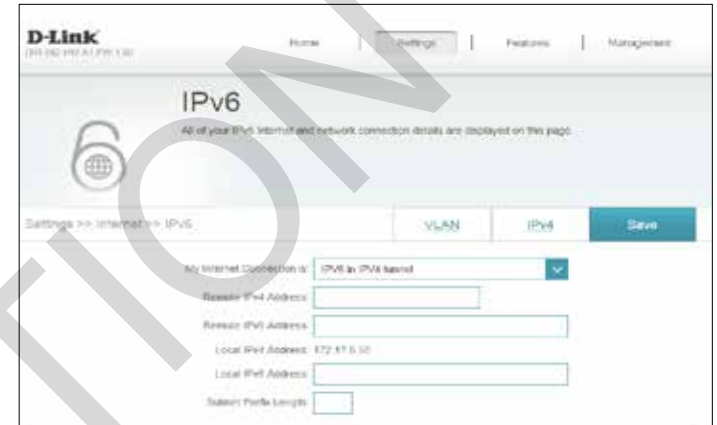 D-Link
Home | Settings | Features | Management
IPv6
All of your IPv6 Internet and network connection details are displayed on this page.
Settings >> Internet >> IPv6
VLAN
IPv4
Save
My Internet Connection is: IPV6 in IPV4 tunnel
Remote IPv4 Address:
Remote IPv6 Address:
Local IPv4 Address:
Local IPv6 Address:
Subnet Prefix Length:
TION